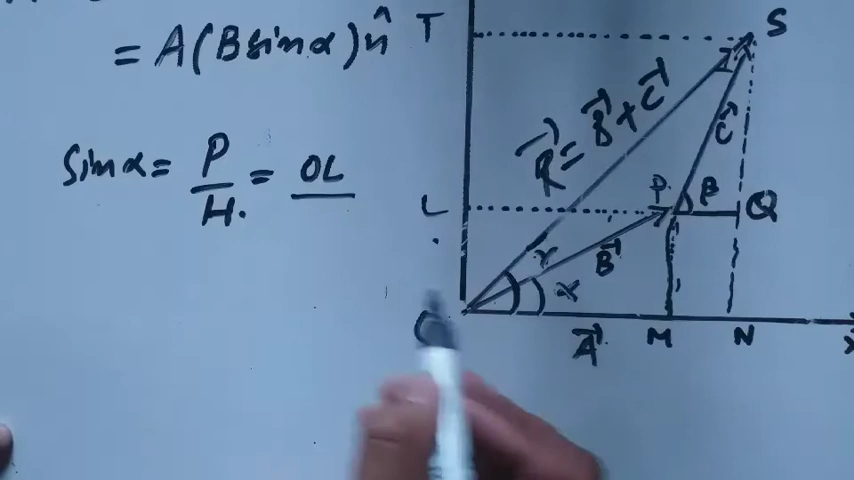 = A(B sin α) n̂
Sin α = P/H. = OL
T
S
R⃗ = B⃗ + C⃗
C⃗
L
P
β
Q
γ
B⃗
α
O
A⃗
M
N
X